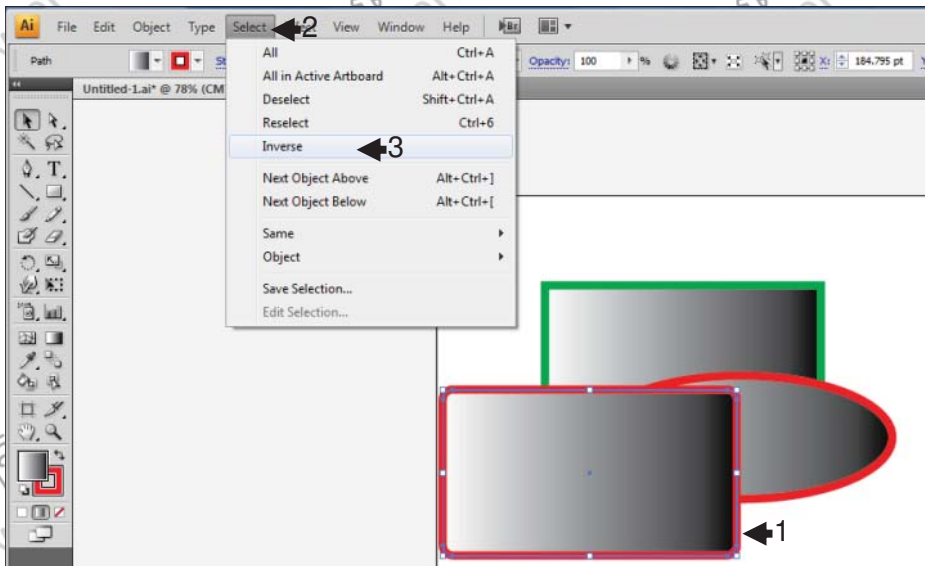 Ai File Edit Object Type Select 2 View Window Help Br
Path Opacity: 100 % X: 184.795 pt
Untitled-1.ai* @ 78% (CM
All Ctrl+A
All in Active Artboard Alt+Ctrl+A
Deselect Shift+Ctrl+A
Reselect Ctrl+6
Inverse 3
Next Object Above Alt+Ctrl+]
Next Object Below Alt+Ctrl+[
Same
Object
Save Selection...
Edit Selection...
1